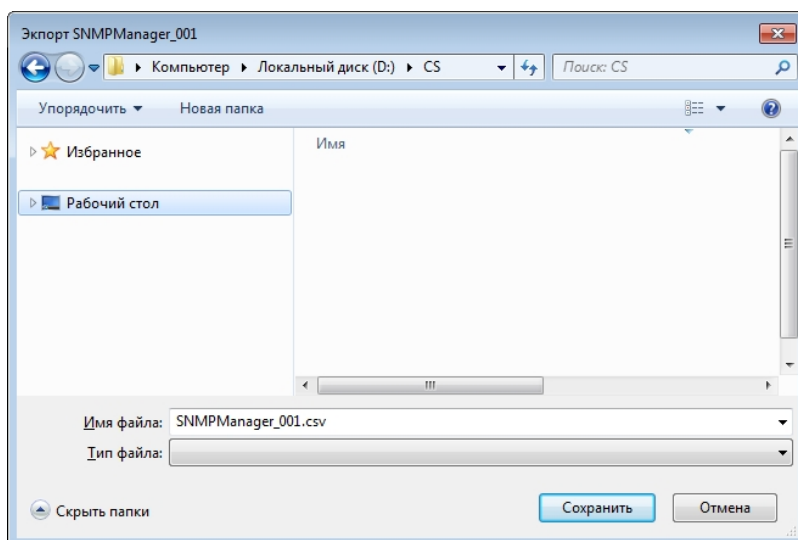 Экспорт SNMPManager_001
Компьютер Локальный диск (D:) CS Поиск: CS
Упорядочить Новая папка
Избранное
Имя
Рабочий стол
Имя файла: SNMPManager_001.csv
Тип файла:
Скрыть папки Сохранить Отмена